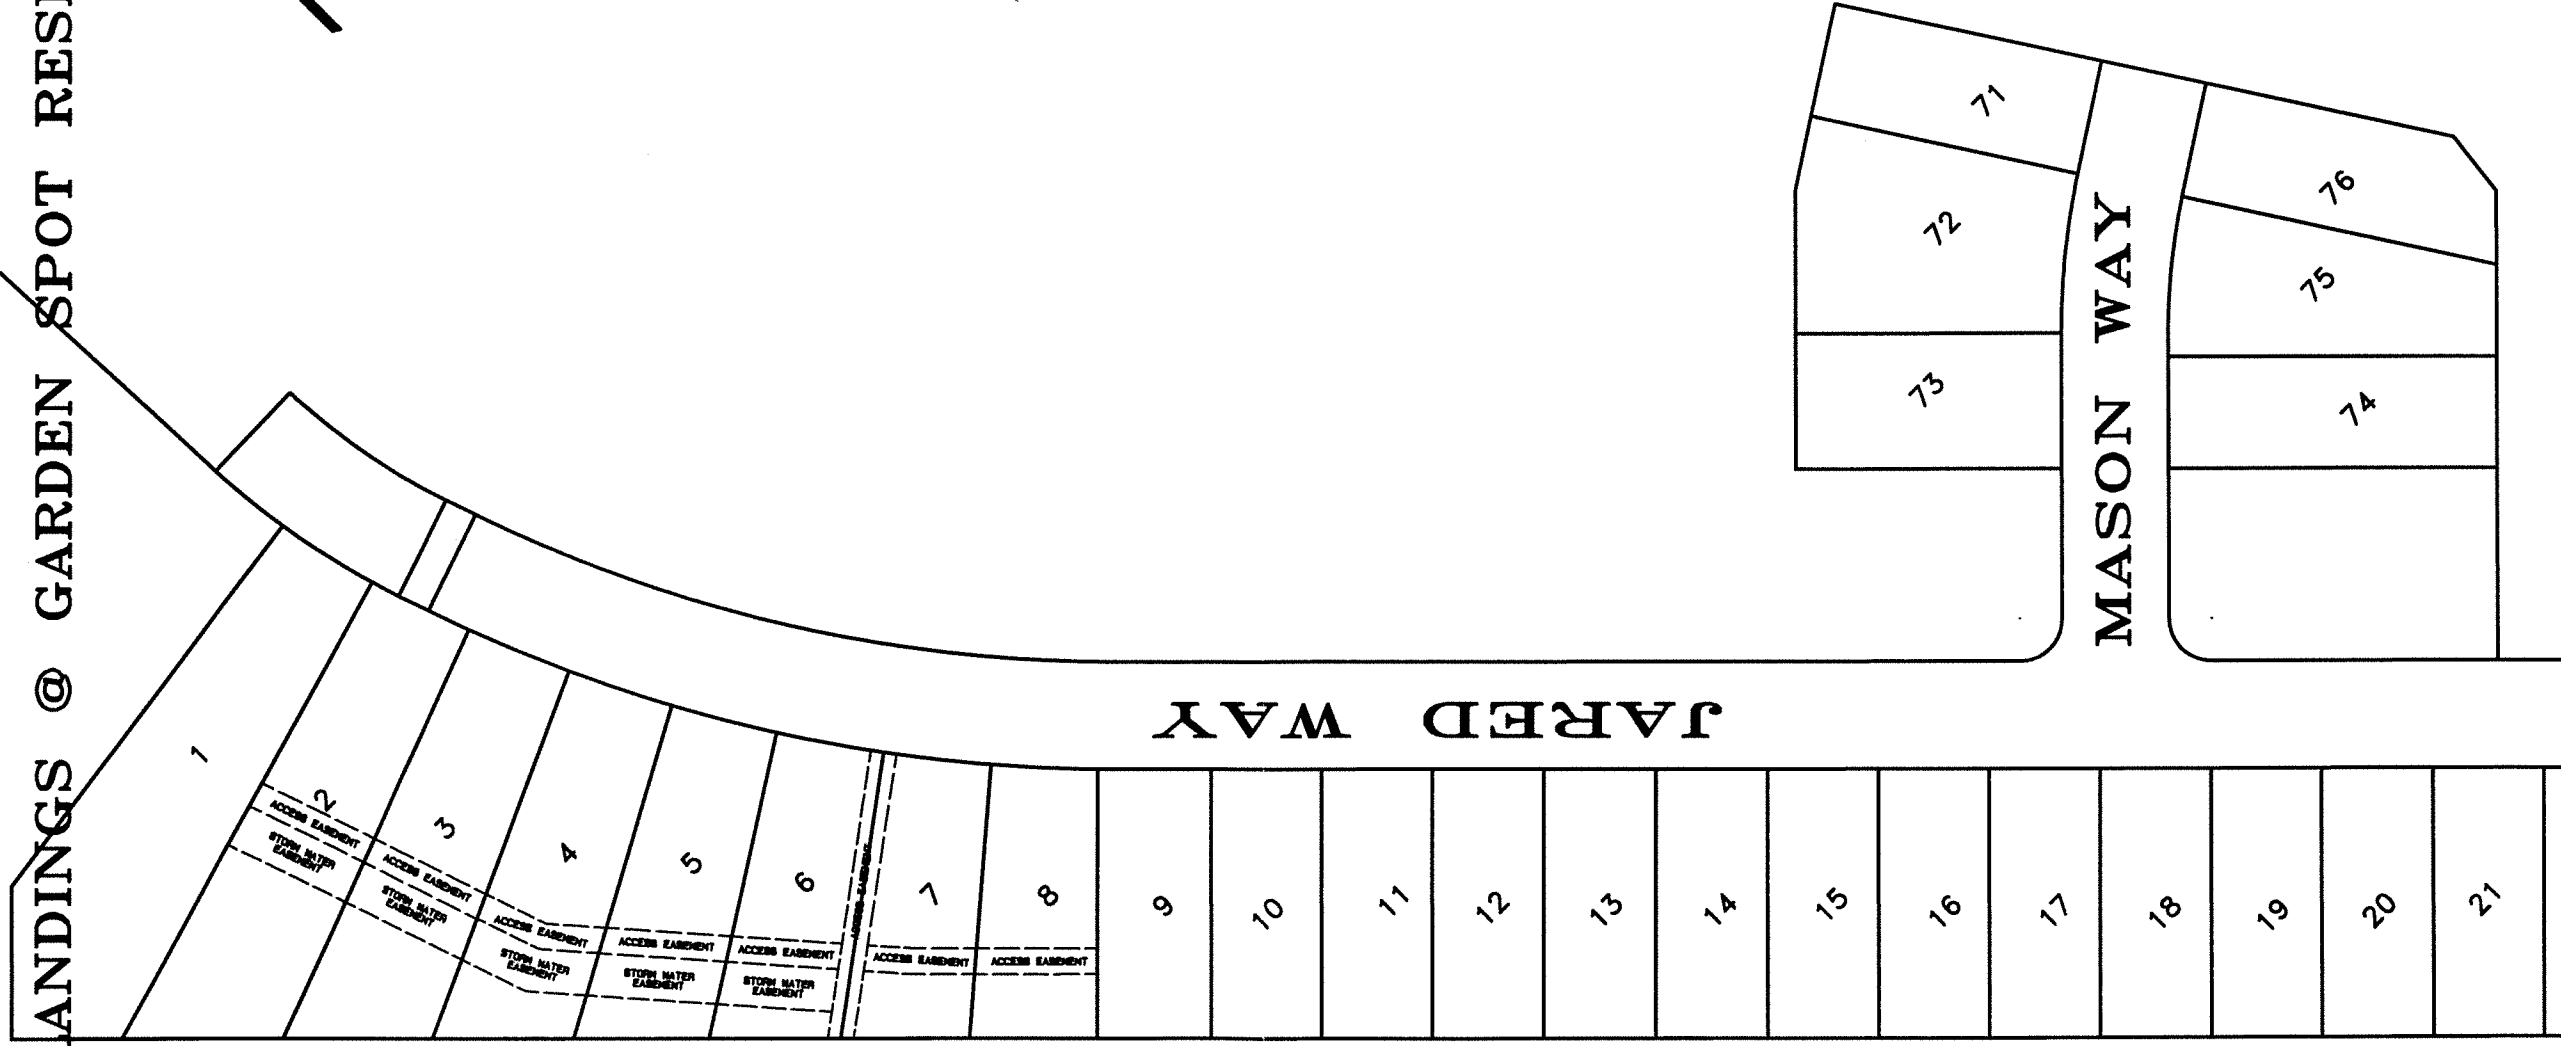 ANDINGS @ GARDEN SPOT RES
71
76
72
75
73
74
MASON WAY
JARED WAY
1
2
3
4
5
6
7
8
9
10
11
12
13
14
15
16
17
18
19
20
21
ACCESS EASEMENT
STORM WATER
EASEMENT
ACCESS EASEMENT
STORM WATER
EASEMENT
ACCESS EASEMENT
STORM WATER
EASEMENT
ACCESS EASEMENT
STORM WATER
EASEMENT
ACCESS EASEMENT
STORM WATER
EASEMENT
ACCESS EASEMENT
ACCESS EASEMENT
ACCESS EASEMENT